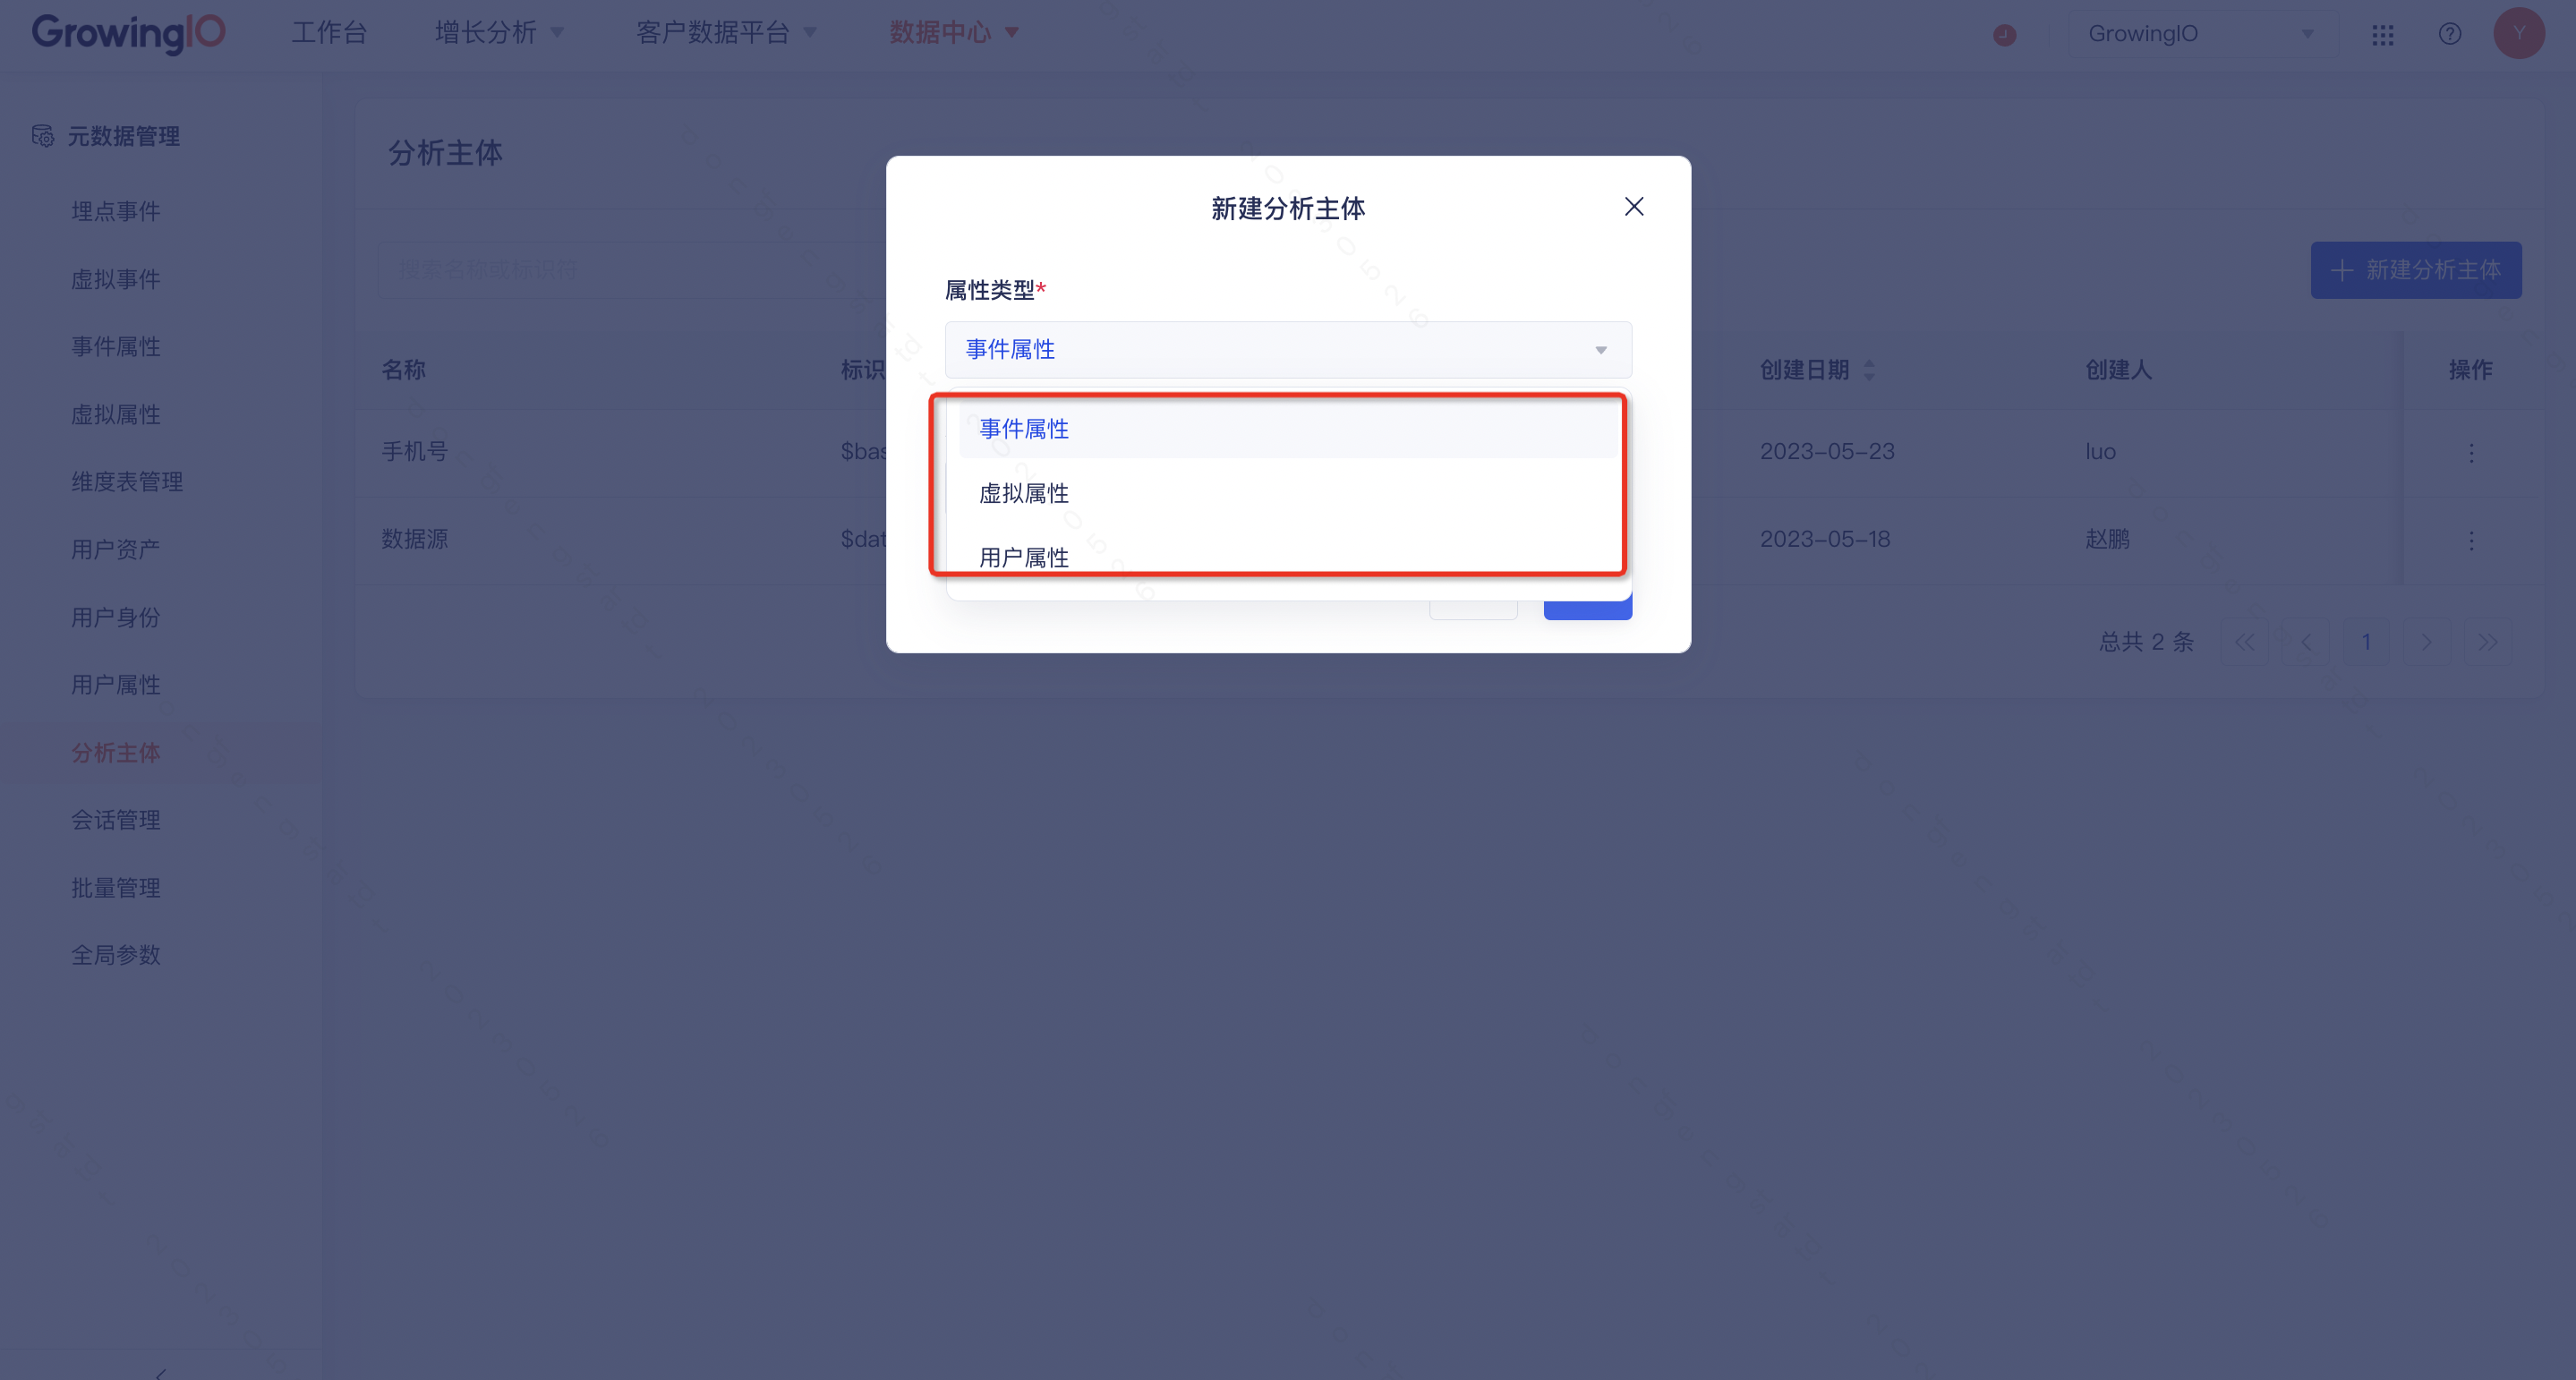 GrowingIO 工作台 增长分析 客户数据平台 数据中心 GrowingIO Y
元数据管理
埋点事件
虚拟事件
事件属性
虚拟属性
维度表管理
用户资产
用户身份
用户属性
分析主体
会话管理
批量管理
全局参数
分析主体
搜索名称或标识符
+ 新建分析主体
名称 标识 创建日期 创建人 操作
手机号 $bas 2023-05-23 luo
数据源 $dat 2023-05-18 赵鹏
总共 2 条 1
新建分析主体
属性类型*
事件属性
事件属性
虚拟属性
用户属性